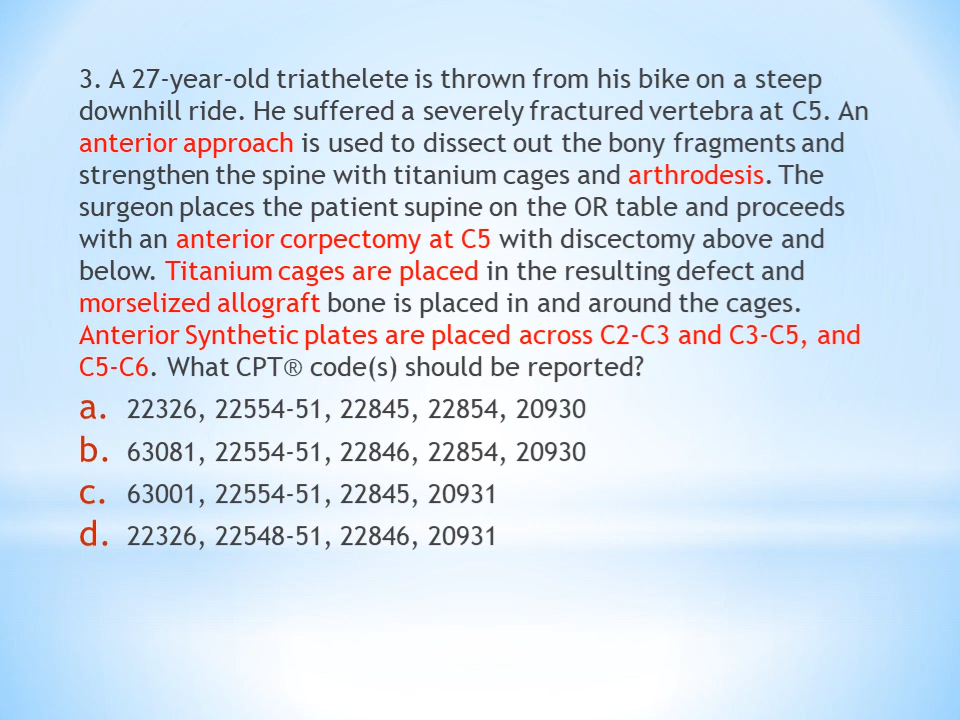 3. A 27-year-old triathelete is thrown from his bike on a steep
downhill ride. He suffered a severely fractured vertebra at C5. An
anterior approach is used to dissect out the bony fragments and
strengthen the spine with titanium cages and arthrodesis. The
surgeon places the patient supine on the OR table and proceeds
with an anterior corpectomy at C5 with discectomy above and
below. Titanium cages are placed in the resulting defect and
morselized allograft bone is placed in and around the cages.
Anterior Synthetic plates are placed across C2-C3 and C3-C5, and
C5-C6. What CPT® code(s) should be reported?
a. 22326, 22554-51, 22845, 22854, 20930
b. 63081, 22554-51, 22846, 22854, 20930
c. 63001, 22554-51, 22845, 20931
d. 22326, 22548-51, 22846, 20931